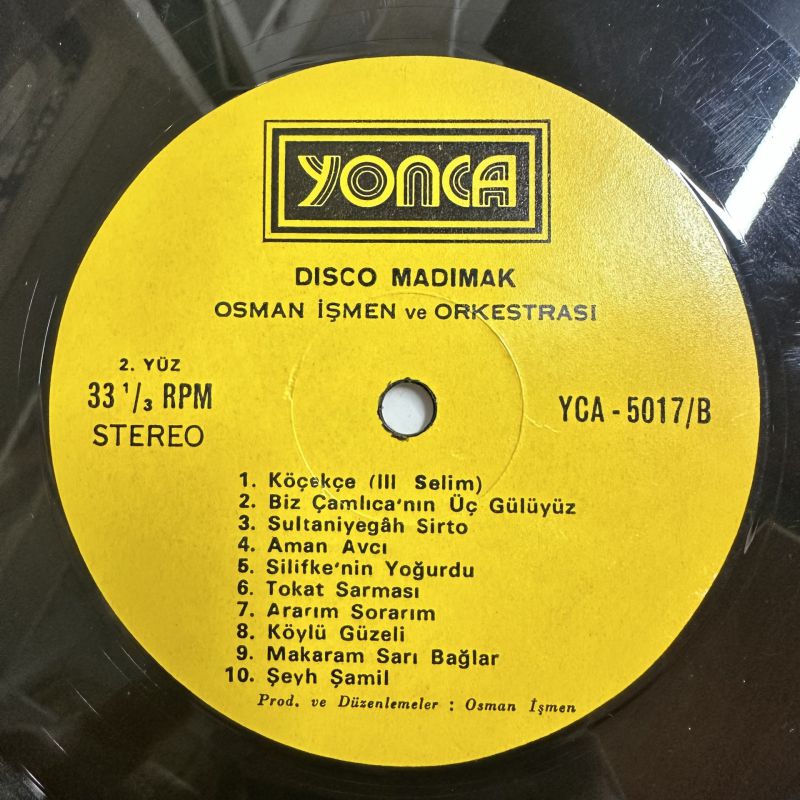 YONCA
DISCO MADIMAK
OSMAN İŞMEN ve ORKESTRASI
2. YÜZ
33 1/3 RPM
STEREO
YCA - 5017/B
1. Köçekçe (III Selim)
2. Biz Çamlıca'nın Üç Gülüyüz
3. Sultaniyegâh Sirto
4. Aman Avcı
5. Silifke'nin Yoğurdu
6. Tokat Sarması
7. Ararım Sorarım
8. Köylü Güzeli
9. Makaram Sarı Bağlar
10. Şeyh Şamil
Prod. ve Düzenlemeler : Osman İşmen